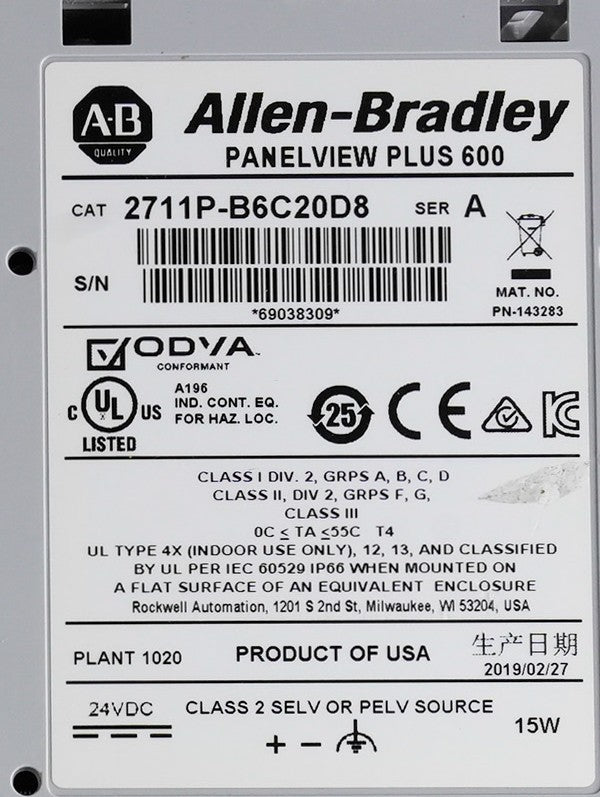 A-B
QUALITY
Allen-Bradley
PANELVIEW PLUS 600
CAT 2711P-B6C20D8 SER A
S/N
*69038309*
MAT. NO.
PN-143283
ODVA
CONFORMANT
C UL US
LISTED
A196
IND. CONT. EQ.
FOR HAZ. LOC.
25
CE
KC
CLASS I DIV. 2, GRPS A, B, C, D
CLASS II, DIV 2, GRPS F, G,
CLASS III
0C ≤ TA ≤55C T4
UL TYPE 4X (INDOOR USE ONLY), 12, 13, AND CLASSIFIED
BY UL PER IEC 60529 IP66 WHEN MOUNTED ON
A FLAT SURFACE OF AN EQUIVALENT ENCLOSURE
Rockwell Automation, 1201 S 2nd St, Milwaukee, WI 53204, USA
PLANT 1020 PRODUCT OF USA
生产日期
2019/02/27
24VDC CLASS 2 SELV OR PELV SOURCE
+ −
15W